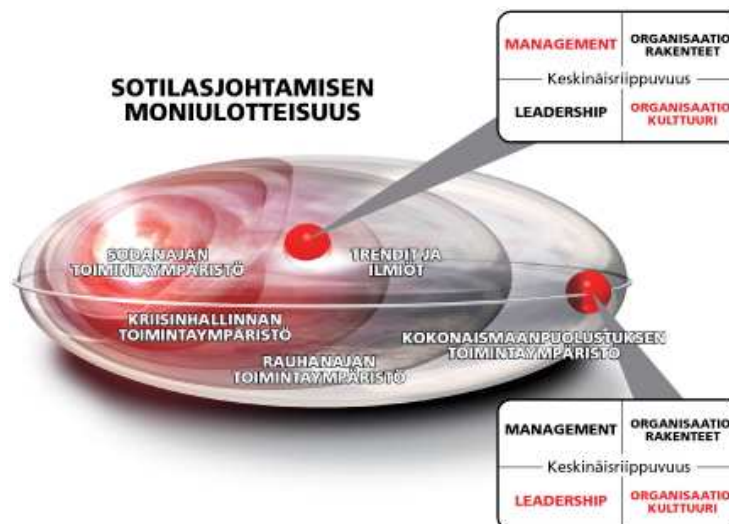 SOTILASJOHTAMISEN
MONIULOTTEISUUS
MANAGEMENT
ORGANISAATIO
RAKENTEET
Keskinäisriippuvuus
LEADERSHIP
ORGANISAATIO
KULTTUURI
SODANAJAN
TOIMINTAYMPÄRISTÖ
TRENDIT JA
ILMIÖT
KRIISINHALLINNAN
TOIMINTAYMPÄRISTÖ
RAUHANAJAN
TOIMINTAYMPÄRISTÖ
KOKONAISMAANPUOLUSTUKSEN
TOIMINTAYMPÄRISTÖ
MANAGEMENT
ORGANISAATIO
RAKENTEET
Keskinäisriippuvuus
LEADERSHIP
ORGANISAATIO
KULTTUURI